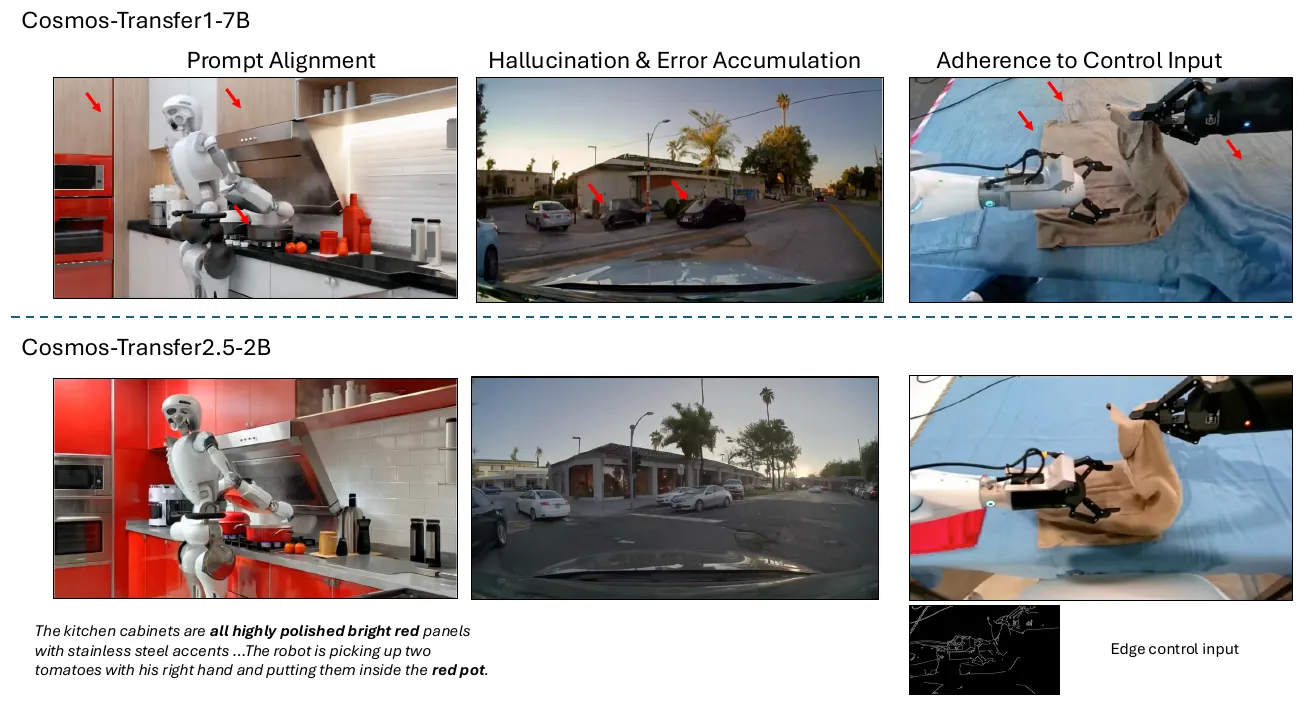 Cosmos-Transfer1-7B
Prompt Alignment
Hallucination & Error Accumulation
Adherence to Control Input
Cosmos-Transfer2.5-2B
The kitchen cabinets are all highly polished bright red panels
with stainless steel accents ...The robot is picking up two
tomatoes with his right hand and putting them inside the red pot.
Edge control input